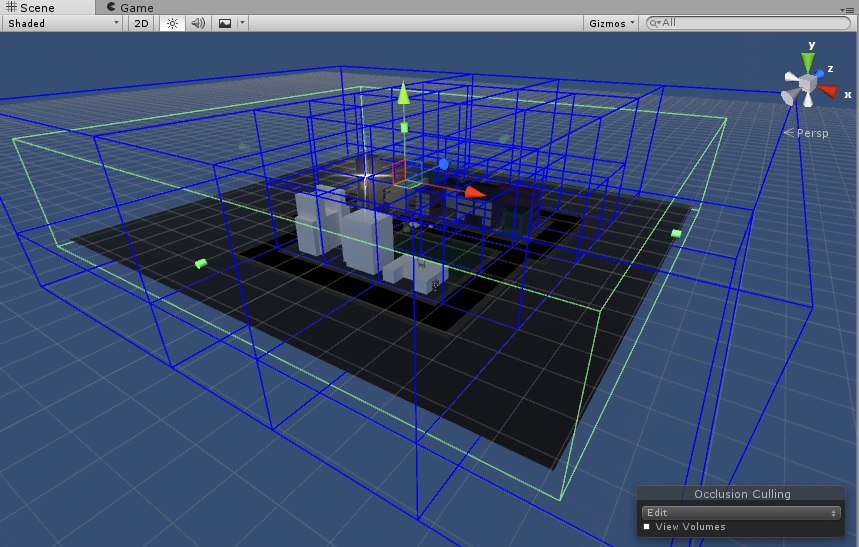 Scene Game
Shaded 2D Gizmos All
y
z
x
Persp
Occlusion Culling
Edit
View Volumes